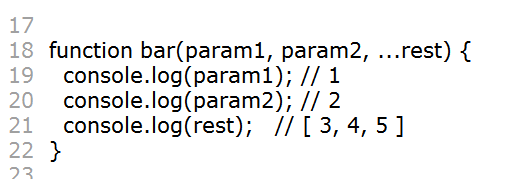 17
18 function bar(param1, param2, ...rest) {
19   console.log(param1); // 1
20   console.log(param2); // 2
21   console.log(rest);   // [ 3, 4, 5 ]
22 }
23